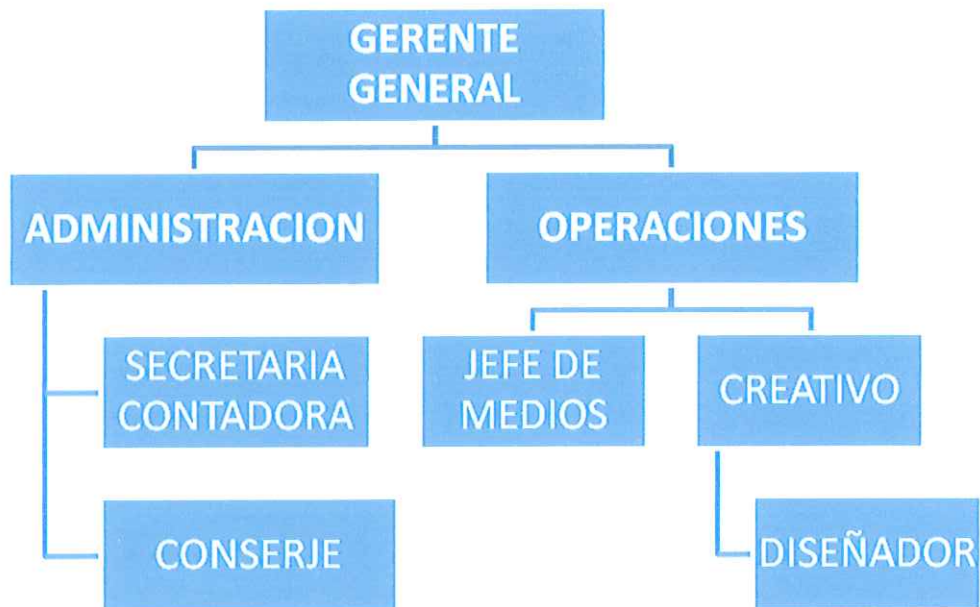 GERENTE
GENERAL
ADMINISTRACION
OPERACIONES
SECRETARIA
CONTADORA
JEFE DE
MEDIOS
CREATIVO
CONSERJE
DISEÑADOR